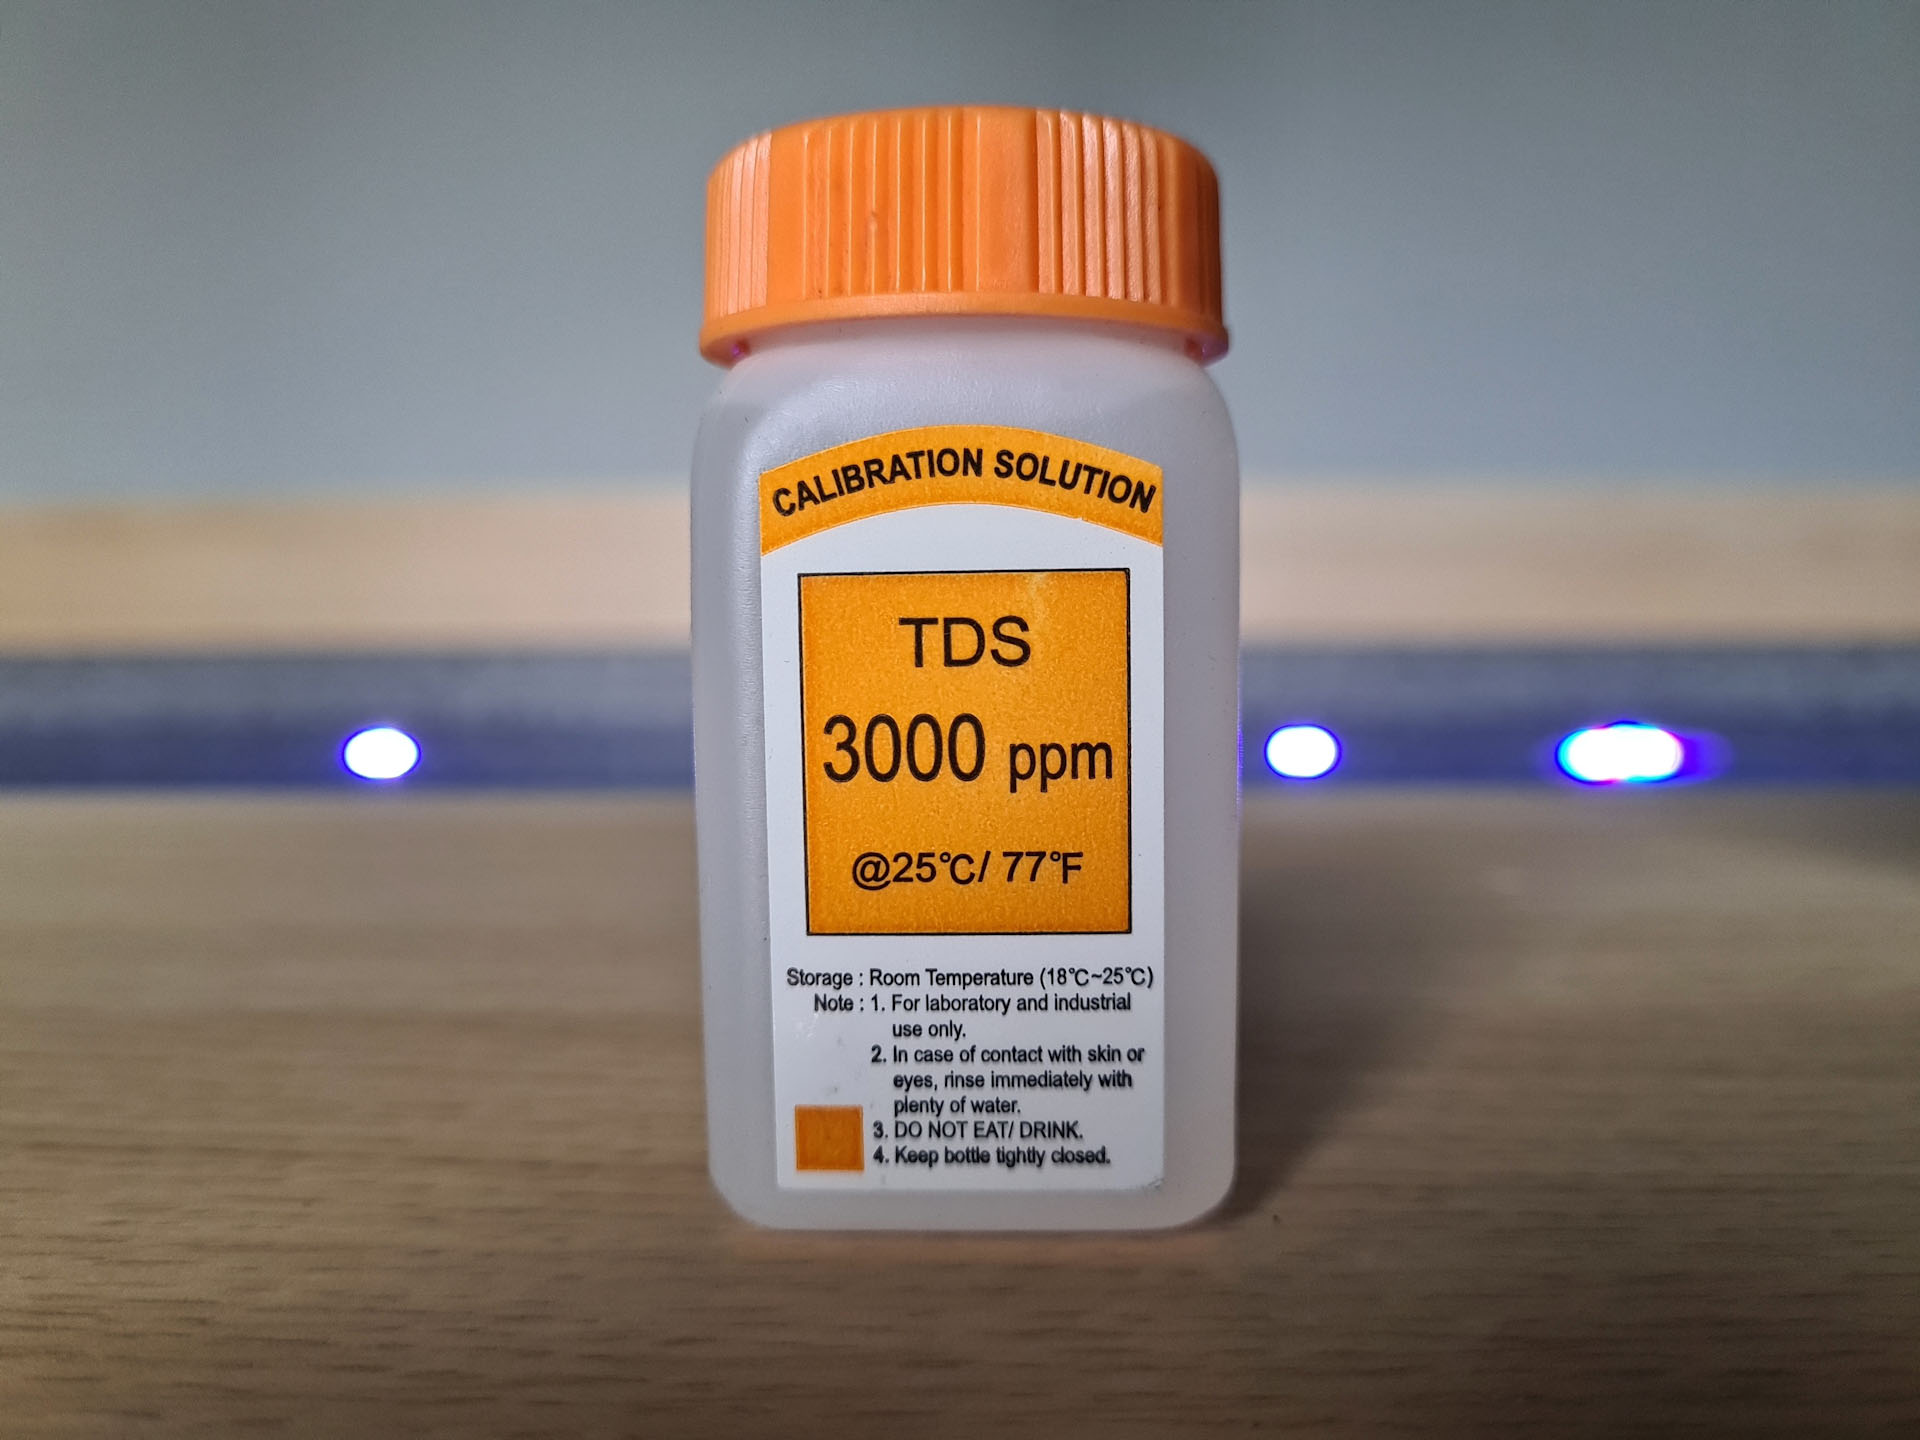 CALIBRATION SOLUTION
TDS
3000 ppm
@25℃/ 77℉
Storage : Room Temperature (18℃~25℃)
Note : 1. For laboratory and industrial
use only.
2. In case of contact with skin or
eyes, rinse immediately with
plenty of water.
3. DO NOT EAT/ DRINK.
4. Keep bottle tightly closed.